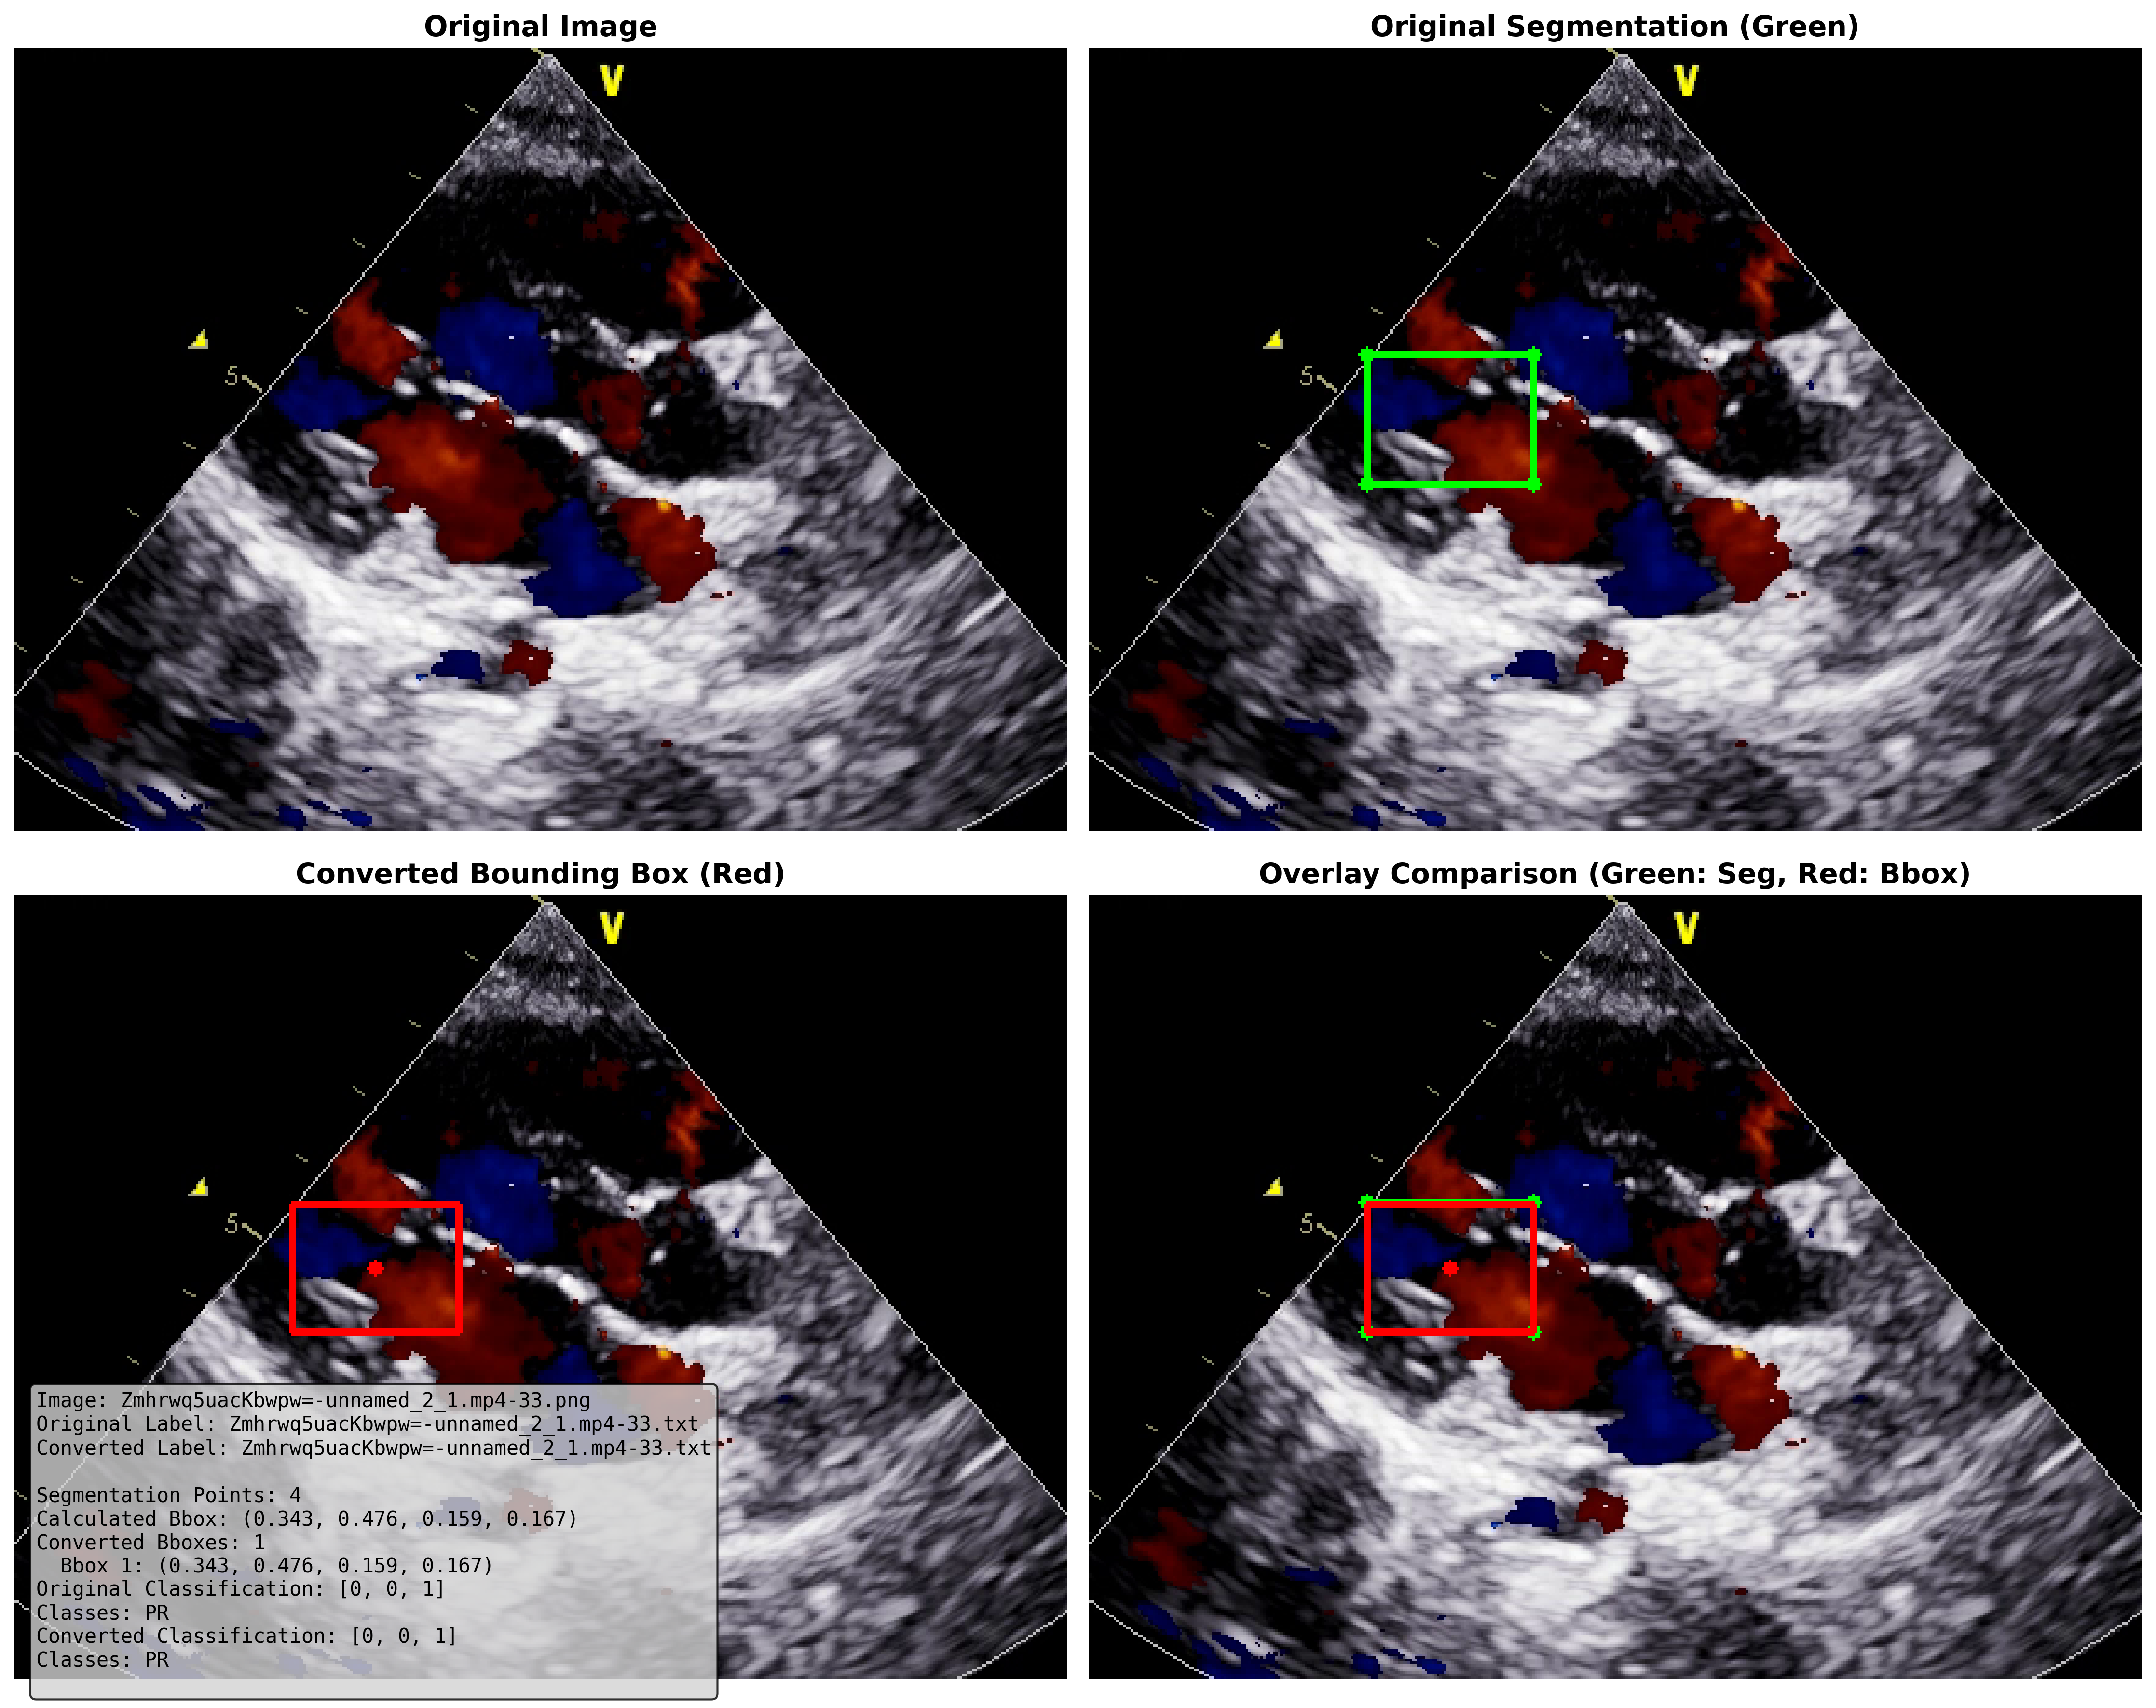 Original Image
Original Segmentation (Green)
V
5
V
5
Converted Bounding Box (Red)
Overlay Comparison (Green: Seg, Red: Bbox)
V
5
V
5
Image: Zmhrwq5uacKbwpw=-unnamed_2_1.mp4-33.png
Original Label: Zmhrwq5uacKbwpw=-unnamed_2_1.mp4-33.txt
Converted Label: Zmhrwq5uacKbwpw=-unnamed_2_1.mp4-33.txt
Segmentation Points: 4
Calculated Bbox: (0.343, 0.476, 0.159, 0.167)
Converted Bboxes: 1
Bbox 1: (0.343, 0.476, 0.159, 0.167)
Original Classification: [0, 0, 1]
Classes: PR
Converted Classification: [0, 0, 1]
Classes: PR